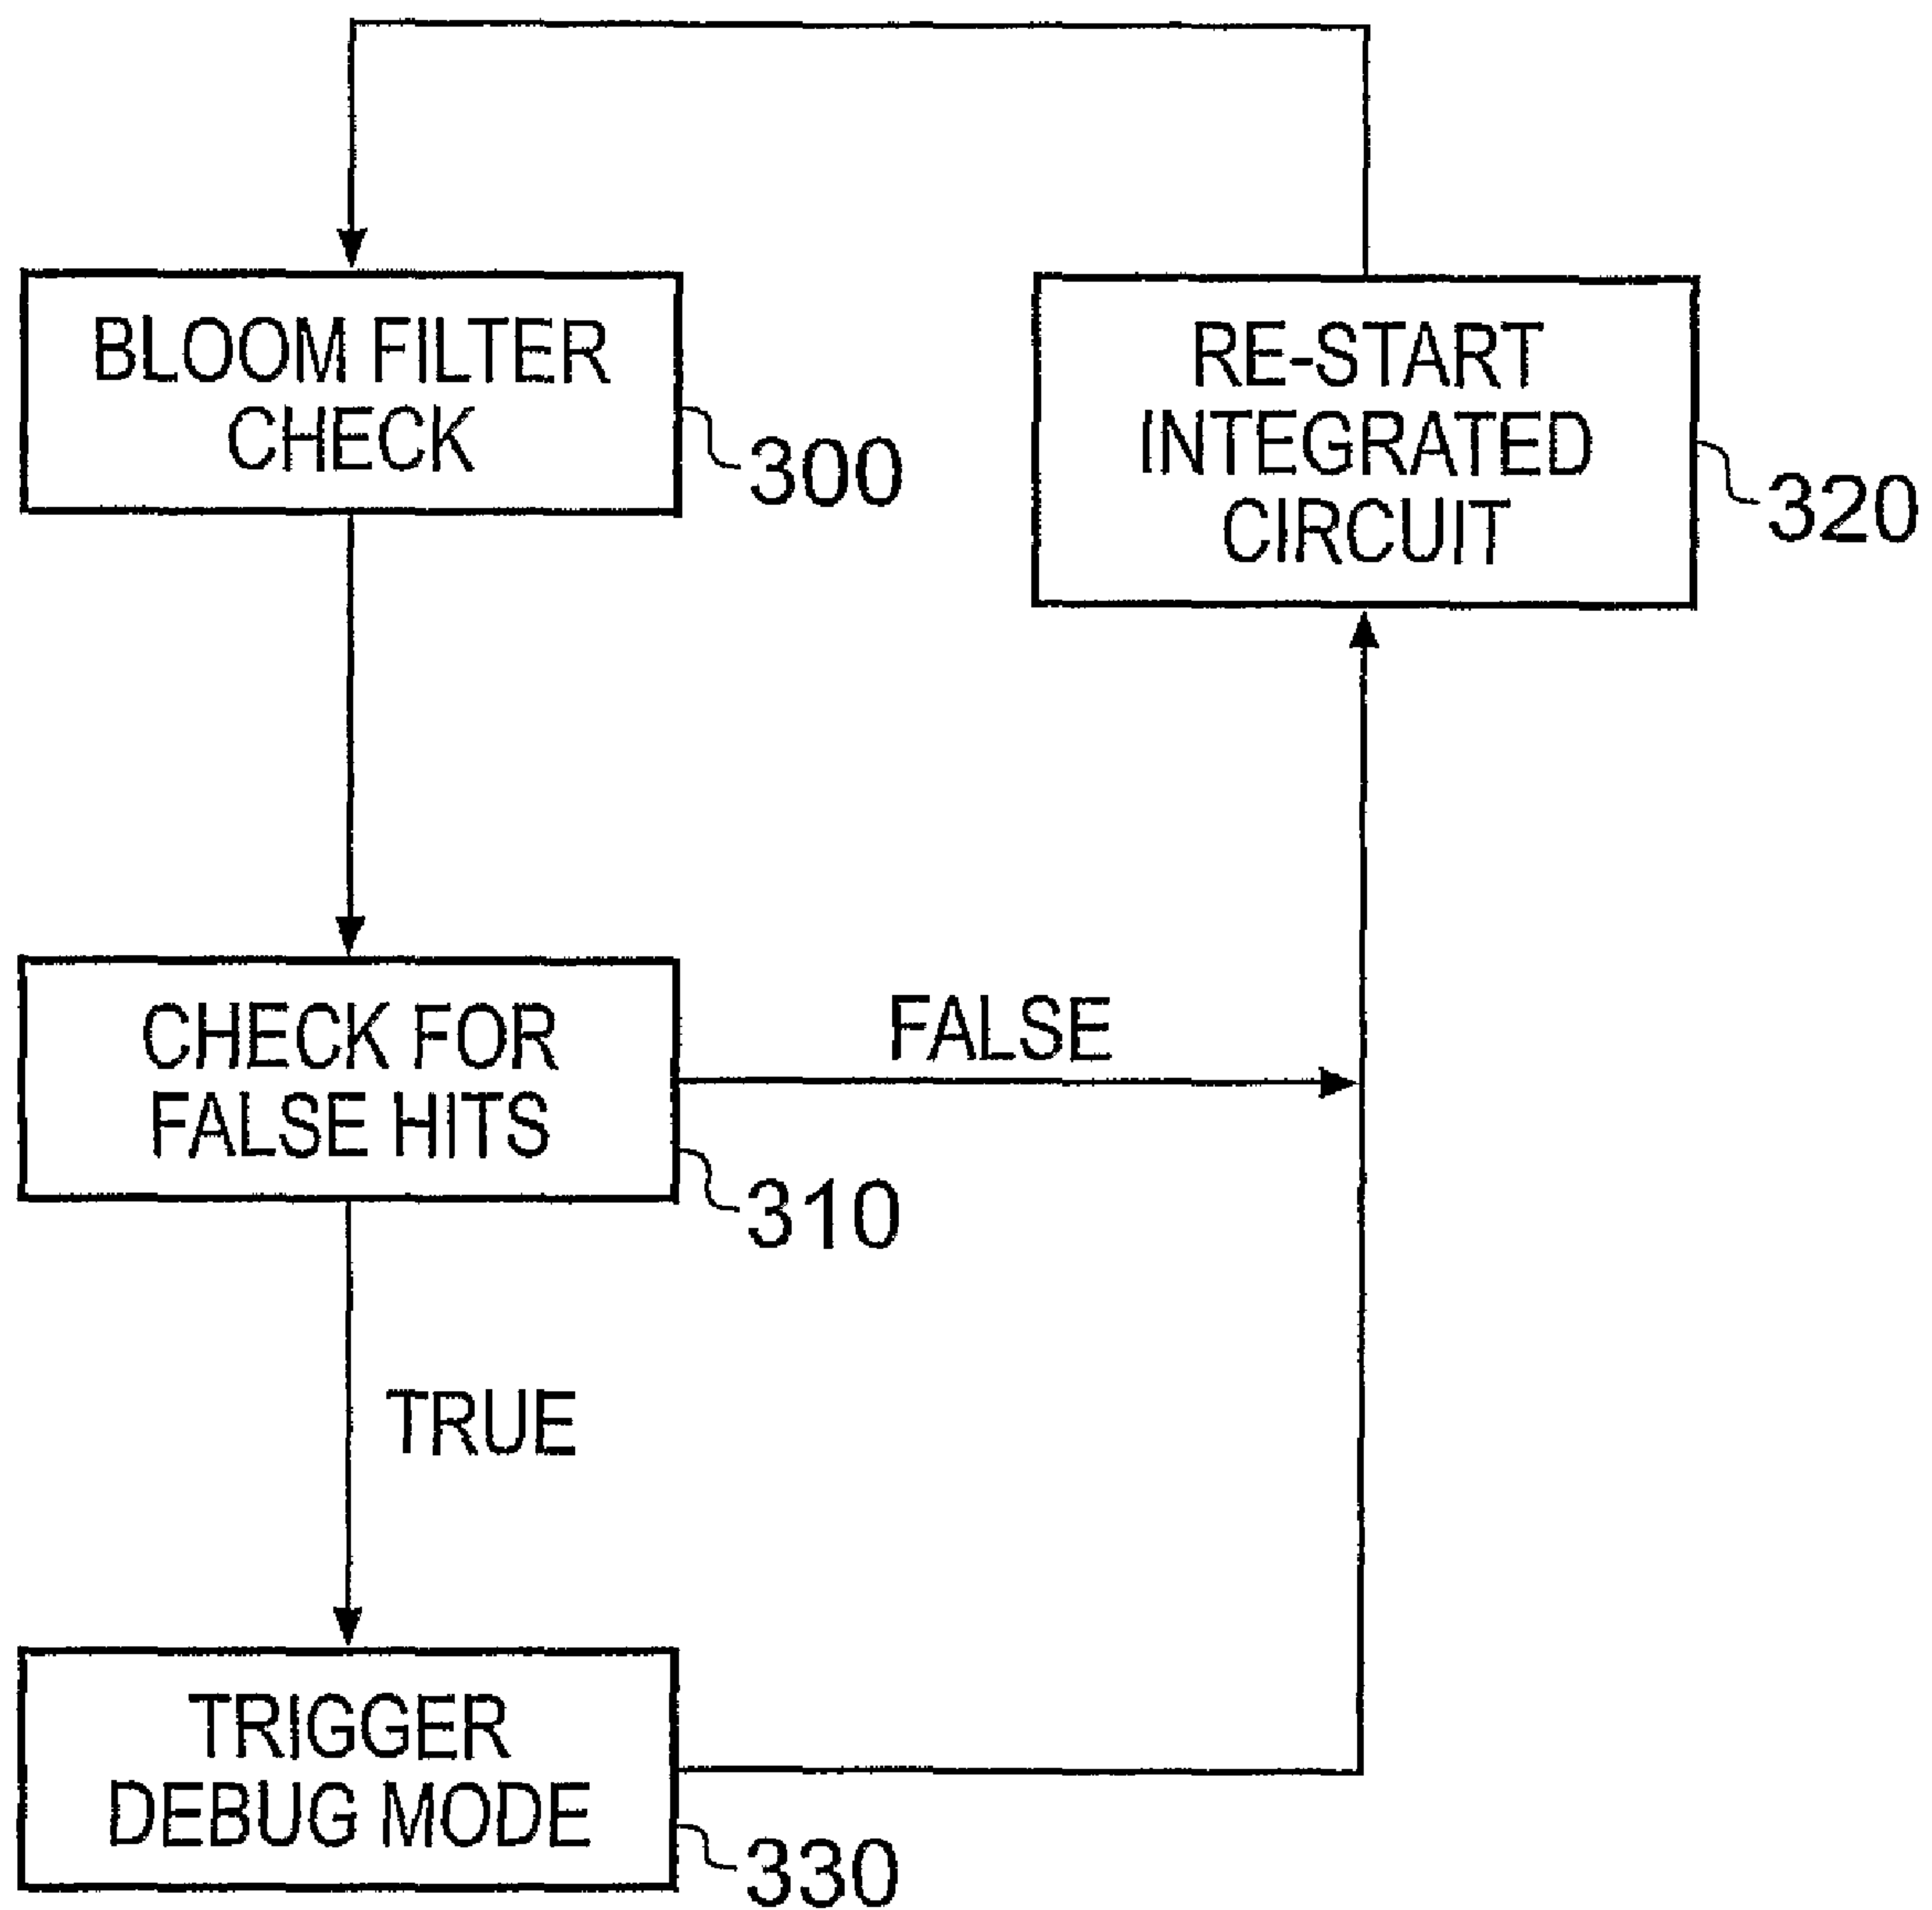 BLOOM FILTER
CHECK
300
RE-START
INTEGRATED
CIRCUIT
320
CHECK FOR
FALSE HITS
310
FALSE
TRUE
TRIGGER
DEBUG MODE
330